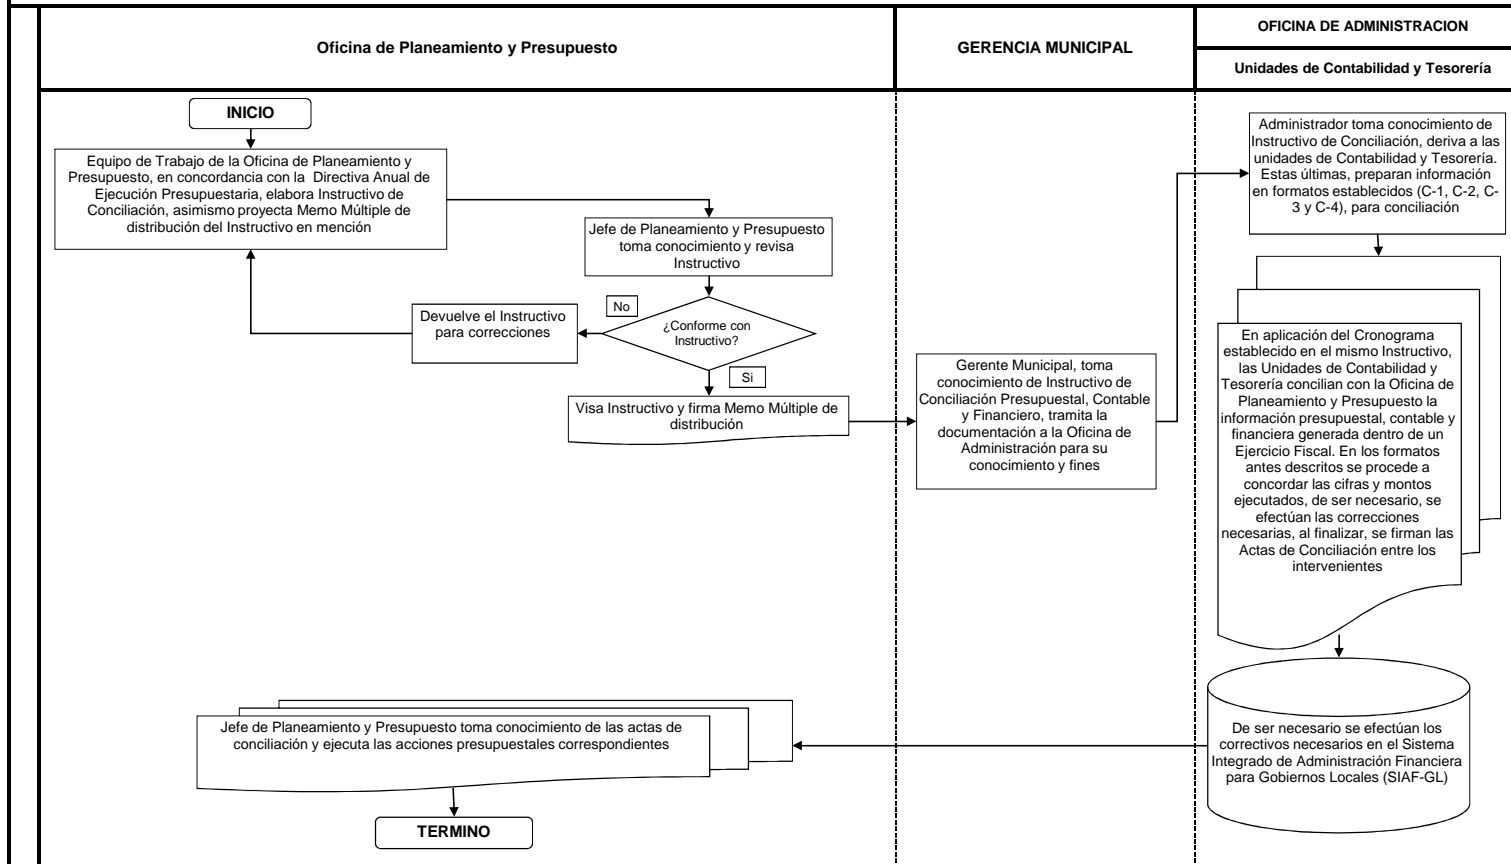 Oficina de Planeamiento y Presupuesto
GERENCIA MUNICIPAL
OFICINA DE ADMINISTRACION
Unidades de Contabilidad y Tesorería
INICIO
Equipo de Trabajo de la Oficina de Planeamiento y
Presupuesto, en concordancia con la Directiva Anual de
Ejecución Presupuestaria, elabora Instructivo de
Conciliación, asimismo proyecta Memo Múltiple de
distribución del Instructivo en mención
Jefe de Planeamiento y Presupuesto
toma conocimiento y revisa
Instructivo
No
Devuelve el Instructivo
para correcciones
¿Conforme con
Instructivo?
Si
Visa Instructivo y firma Memo Múltiple de
distribución
Gerente Municipal, toma
conocimiento de Instructivo de
Conciliación Presupuestal, Contable
y Financiero, tramita la
documentación a la Oficina de
Administración para su
conocimiento y fines
Administrador toma conocimiento de
Instructivo de Conciliación, deriva a las
unidades de Contabilidad y Tesorería.
Estas últimas, preparan información
en formatos establecidos (C-1, C-2, C-
3 y C-4), para conciliación
En aplicación del Cronograma
establecido en el mismo Instructivo,
las Unidades de Contabilidad y
Tesorería concilian con la Oficina de
Planeamiento y Presupuesto la
información presupuestal, contable y
financiera generada dentro de un
Ejercicio Fiscal. En los formatos
antes descritos se procede a
concordar las cifras y montos
ejecutados, de ser necesario, se
efectúan las correcciones
necesarias, al finalizar, se firman las
Actas de Conciliación entre los
intervenientes
De ser necesario se efectúan los
correctivos necesarios en el Sistema
Integrado de Administración Financiera
para Gobiernos Locales (SIAF-GL)
Jefe de Planeamiento y Presupuesto toma conocimiento de las actas de
conciliación y ejecuta las acciones presupuestales correspondientes
TERMINO